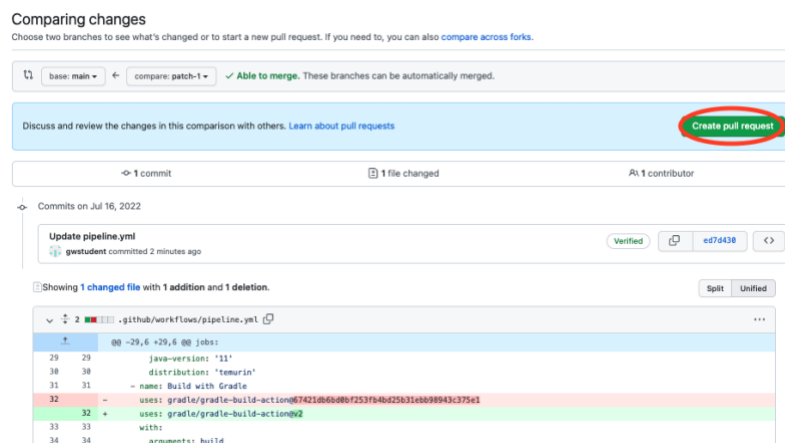 Comparing changes
Choose two branches to see what's changed or to start a new pull request. If you need to, you can also compare across forks.
base: main compare: patch-1 Able to merge. These branches can be automatically merged.
Discuss and review the changes in this comparison with others. Learn about pull requests Create pull request
1 commit 1 file changed 1 contributor
Commits on Jul 16, 2022
Update pipeline.yml
gwstudent committed 2 minutes ago
Verified ed7d430
Showing 1 changed file with 1 addition and 1 deletion. Split Unified
2 .github/workflows/pipeline.yml
@@ -29,6 +29,6 @@ jobs:
29 29 java-version: '11'
30 30 distribution: 'temurin'
31 31 - name: Build with Gradle
32 - uses: gradle/gradle-build-action@67421db6bd0bf253fb4bd25b31ebb98943c375e1
32 + uses: gradle/gradle-build-action@v2
33 33 with:
34 34 arguments: build